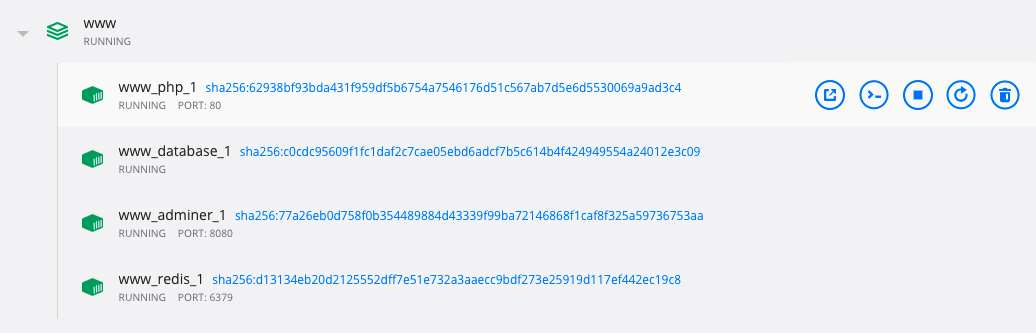 www
RUNNING
www_php_1 sha256:62938bf93bda431f959df5b6754a7546176d51c567ab7d5e6d5530069a9ad3c4
RUNNING PORT: 80
www_database_1 sha256:c0cdc95609f1fc1daf2c7cae05ebd6adcf7b5c614b4f424949554a24012e3c09
RUNNING
www_adminer_1 sha256:77a26eb0d758f0b354489884d43339f99ba72146868f1caf8f325a59736753aa
RUNNING PORT: 8080
www_redis_1 sha256:d13134eb20d2125552dff7e51e732a3aaecc9bdf273e25919d117ef442ec19c8
RUNNING PORT: 6379